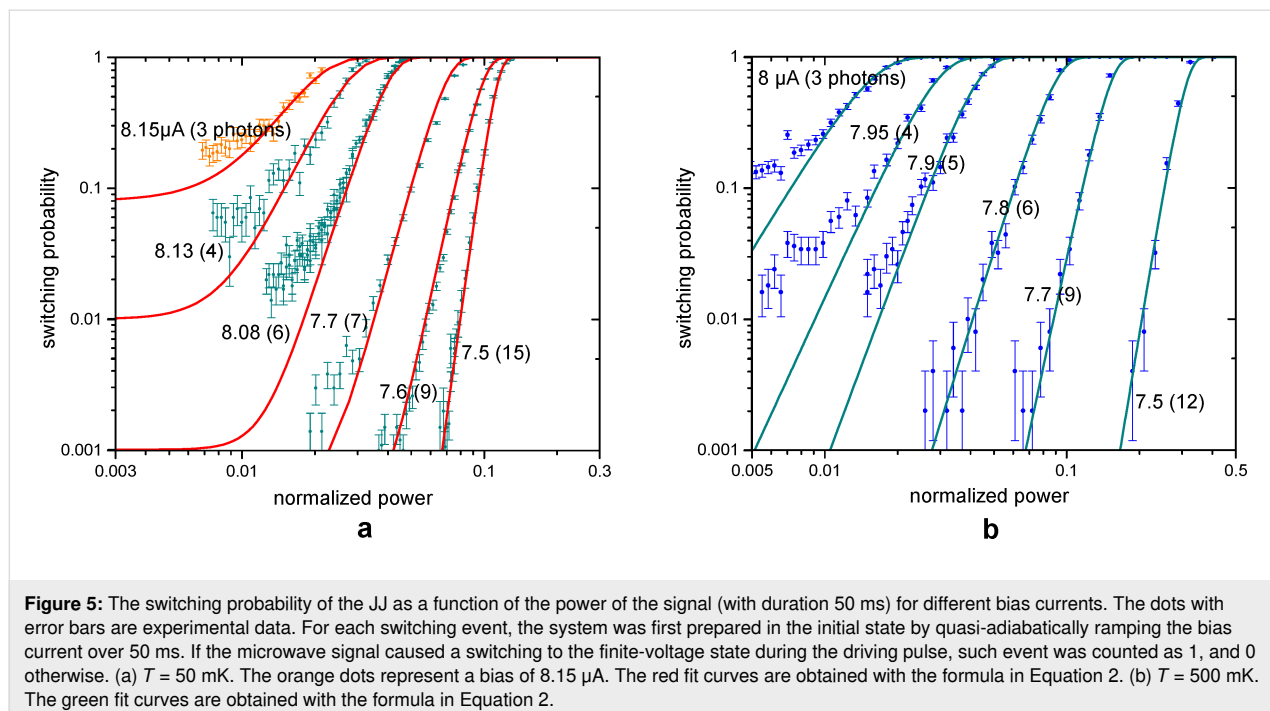 1
0.1
0.01
0.001
switching probability
8.15µA (3 photons)
8.13 (4)
8.08 (6)
7.7 (7)
7.6 (9)
7.5 (15)
0.003
0.01
0.1
0.3
normalized power
a
1
0.1
0.01
0.001
switching probability
8 µA (3 photons)
7.95 (4)
7.9 (5)
7.8 (6)
7.7 (9)
7.5 (12)
0.005
0.01
0.1
0.5
normalized power
b
Figure 5: The switching probability of the JJ as a function of the power of the signal (with duration 50 ms) for different bias currents. The dots with
error bars are experimental data. For each switching event, the system was first prepared in the initial state by quasi-adiabatically ramping the bias
current over 50 ms. If the microwave signal caused a switching to the finite-voltage state during the driving pulse, such event was counted as 1, and 0
otherwise. (a) T = 50 mK. The orange dots represent a bias of 8.15 µA. The red fit curves are obtained with the formula in Equation 2. (b) T = 500 mK.
The green fit curves are obtained with the formula in Equation 2.